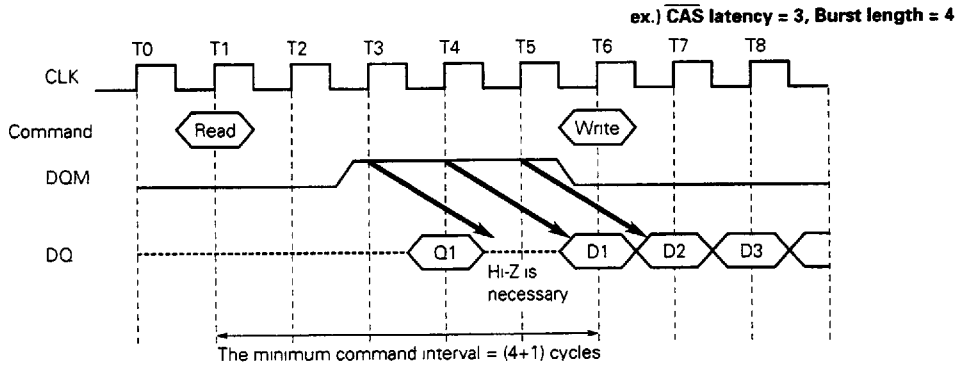 ex.) CAS latency = 3, Burst length = 4
T0 T1 T2 T3 T4 T5 T6 T7 T8
CLK
Command Read Write
DQM
DQ Q1 D1 D2 D3
Hi-Z is
necessary
The minimum command interval = (4+1) cycles